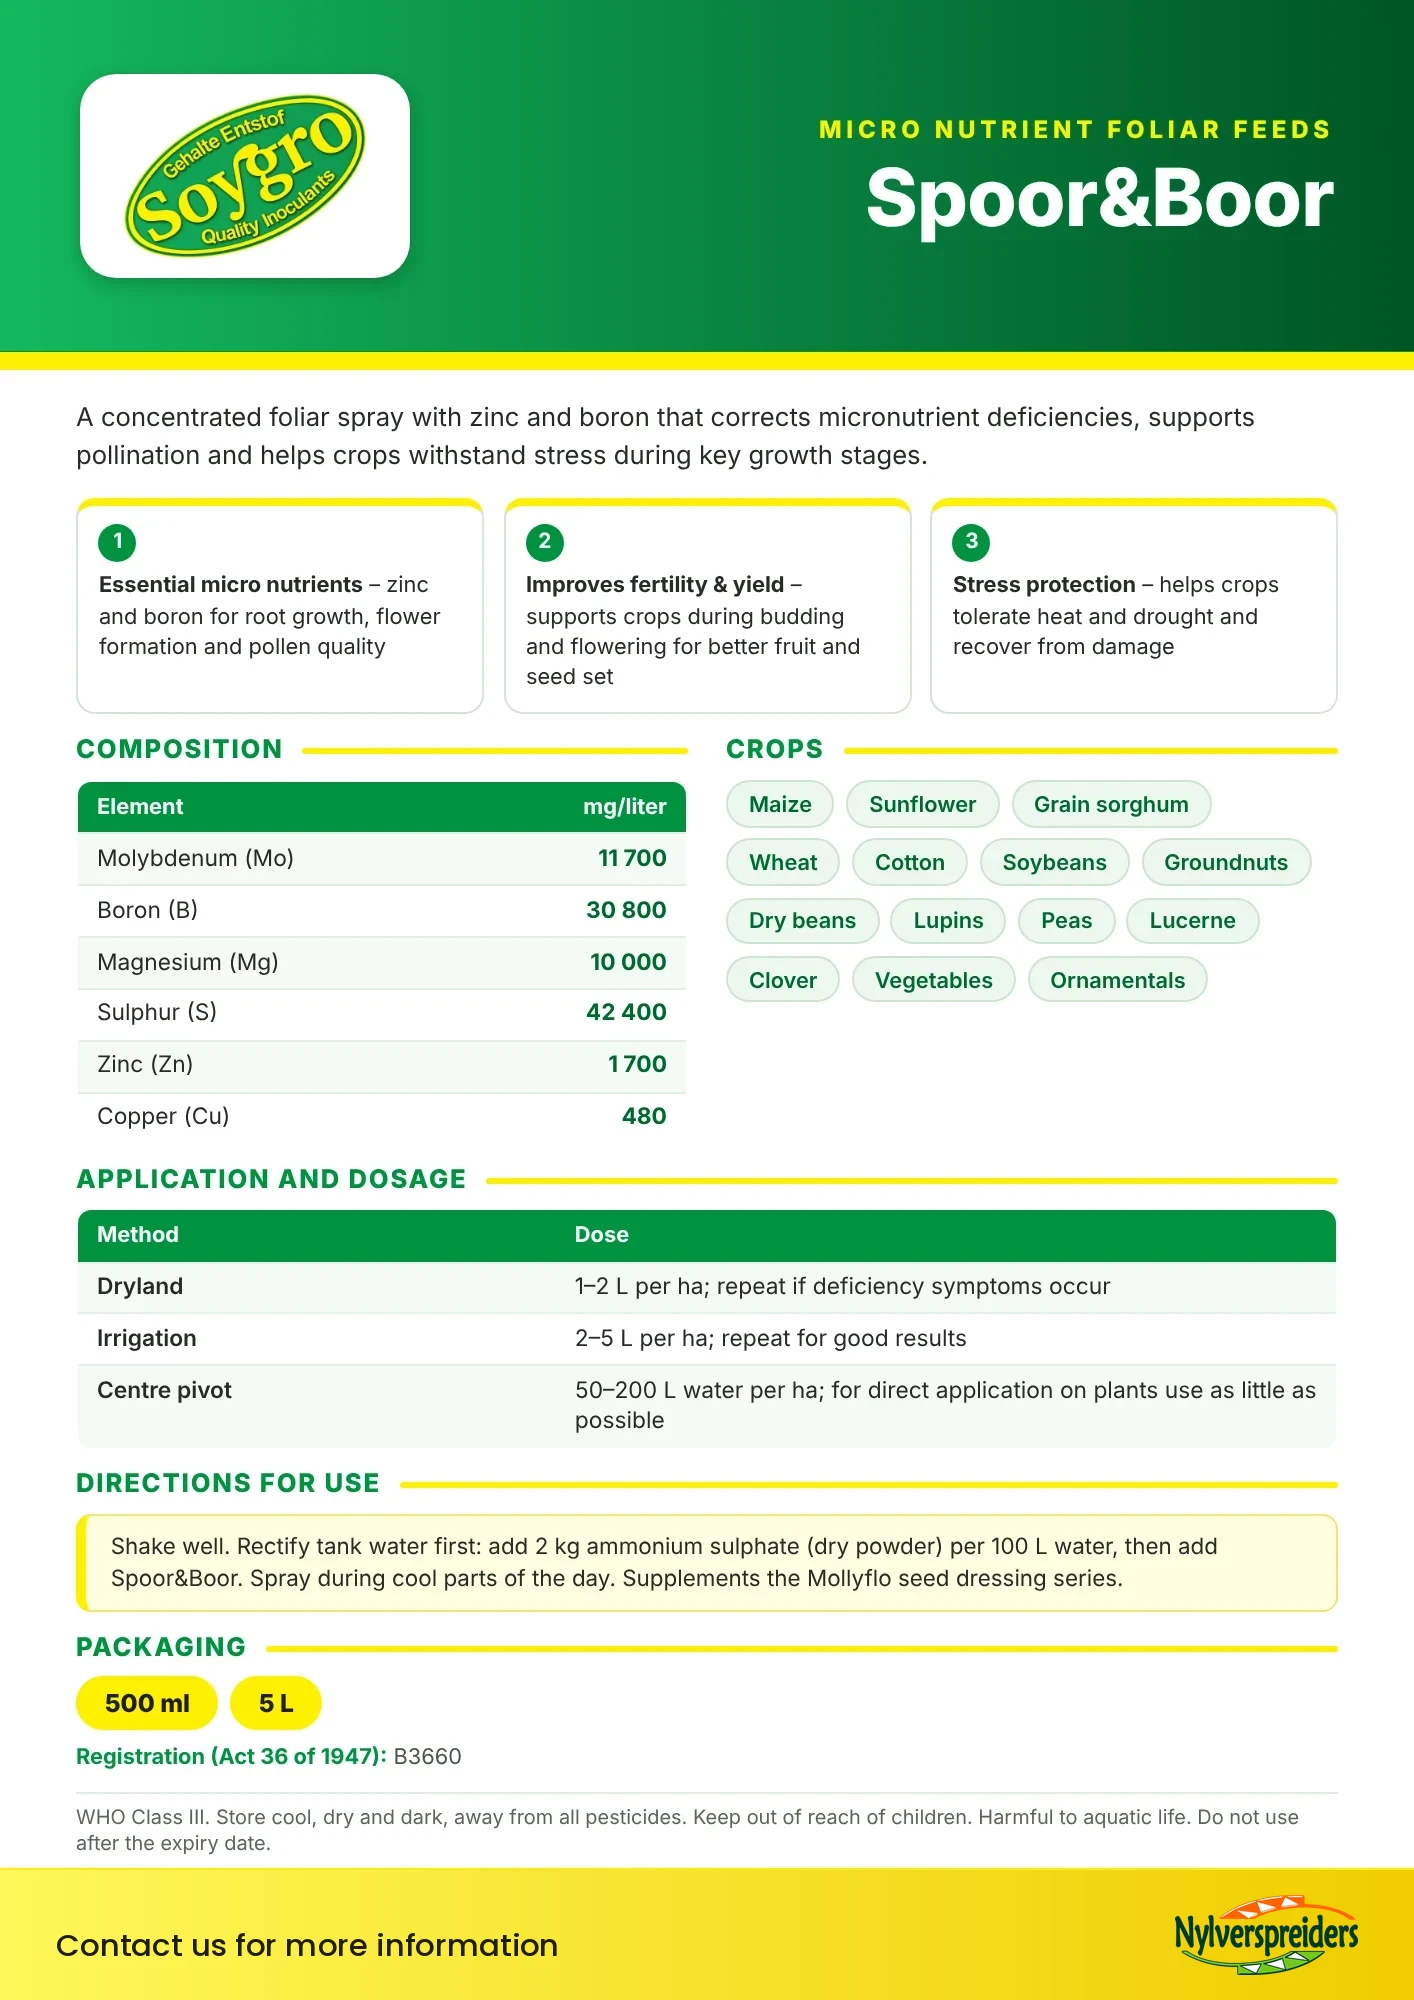 Gehalte Entstof
Soygro
Quality Inoculants
MICRO NUTRIENT FOLIAR FEEDS
Spoor&Boor
A concentrated foliar spray with zinc and boron that corrects micronutrient deficiencies, supports
pollination and helps crops withstand stress during key growth stages.
1
Essential micro nutrients – zinc
and boron for root growth, flower
formation and pollen quality
2
Improves fertility & yield –
supports crops during budding
and flowering for better fruit and
seed set
3
Stress protection – helps crops
tolerate heat and drought and
recover from damage
COMPOSITION
Element mg/liter
Molybdenum (Mo) 11 700
Boron (B) 30 800
Magnesium (Mg) 10 000
Sulphur (S) 42 400
Zinc (Zn) 1 700
Copper (Cu) 480
CROPS
Maize Sunflower Grain sorghum
Wheat Cotton Soybeans Groundnuts
Dry beans Lupins Peas Lucerne
Clover Vegetables Ornamentals
APPLICATION AND DOSAGE
Method Dose
Dryland 1–2 L per ha; repeat if deficiency symptoms occur
Irrigation 2–5 L per ha; repeat for good results
Centre pivot 50–200 L water per ha; for direct application on plants use as little as
possible
DIRECTIONS FOR USE
Shake well. Rectify tank water first: add 2 kg ammonium sulphate (dry powder) per 100 L water, then add
Spoor&Boor. Spray during cool parts of the day. Supplements the Mollyflo seed dressing series.
PACKAGING
500 ml 5 L
Registration (Act 36 of 1947): B3660
WHO Class III. Store cool, dry and dark, away from all pesticides. Keep out of reach of children. Harmful to aquatic life. Do not use
after the expiry date.
Contact us for more information
Nylverspreiders